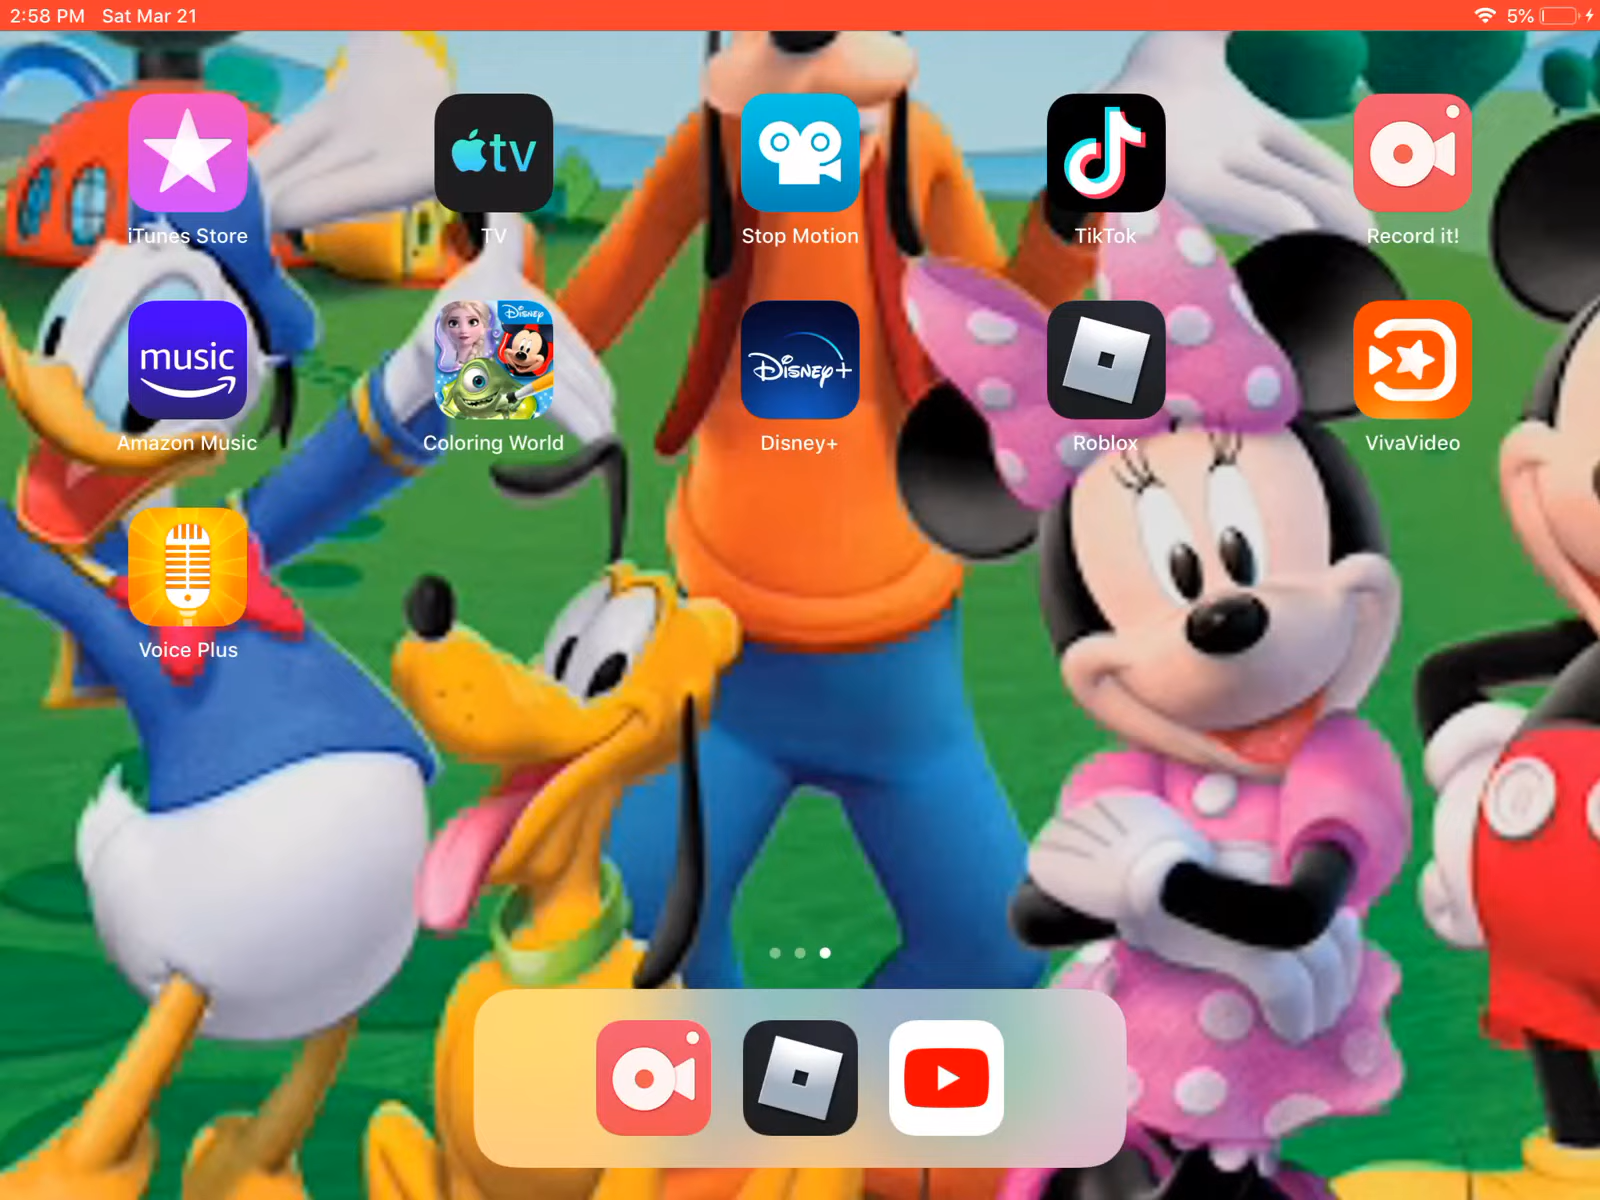 2:58 PM Sat Mar 21 5%
tv
iTunes Store TV Stop Motion TikTok Record it!
music Disney Disney+
Amazon Music Coloring World Disney+ Roblox VivaVideo
Voice Plus